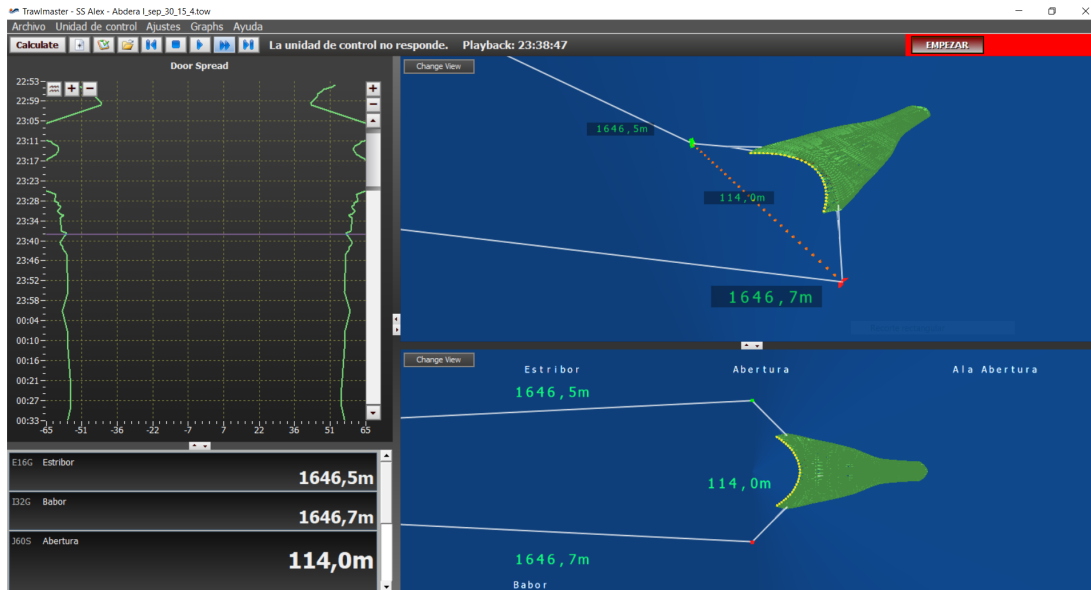 Trawlmaster - SS Alex - Abdera I_sep_30_15_4.tow
Archivo Unidad de control Ajustes Graphs Ayuda
Calculate La unidad de control no responde. Playback: 23:38:47 EMPEZAR
Door Spread
22:53
22:59
23:05
23:11
23:17
23:23
23:28
23:34
23:40
23:46
23:52
23:58
00:04
00:10
00:16
00:21
00:27
00:33
-65 -51 -36 -22 -7 7 22 36 51 65
E16G Estribor
1646,5m
I32G Babor
1646,7m
J60S Abertura
114,0m
Change View
1646,5m
114,0m
1646,7m
Change View
Estribor Abertura Ala Abertura
1646,5m
114,0m
1646,7m
Babor